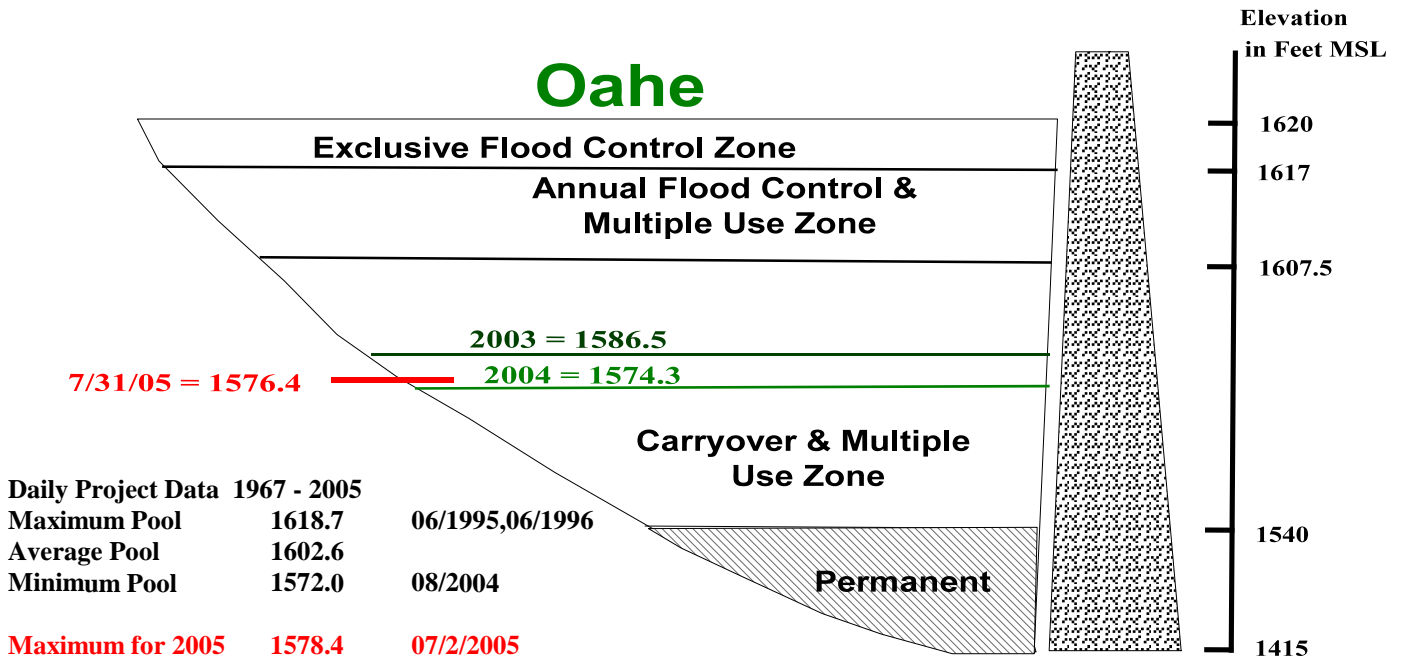 Elevation
in Feet MSL
Oahe
1620
Exclusive Flood Control Zone
1617
Annual Flood Control &
Multiple Use Zone
1607.5
2003 = 1586.5
7/31/05 = 1576.4
2004 = 1574.3
Carryover & Multiple
Use Zone
Daily Project Data 1967 - 2005
Maximum Pool 1618.7 06/1995,06/1996
1540
Average Pool 1602.6
Minimum Pool 1572.0 08/2004
Permanent
Maximum for 2005 1578.4 07/2/2005
1415